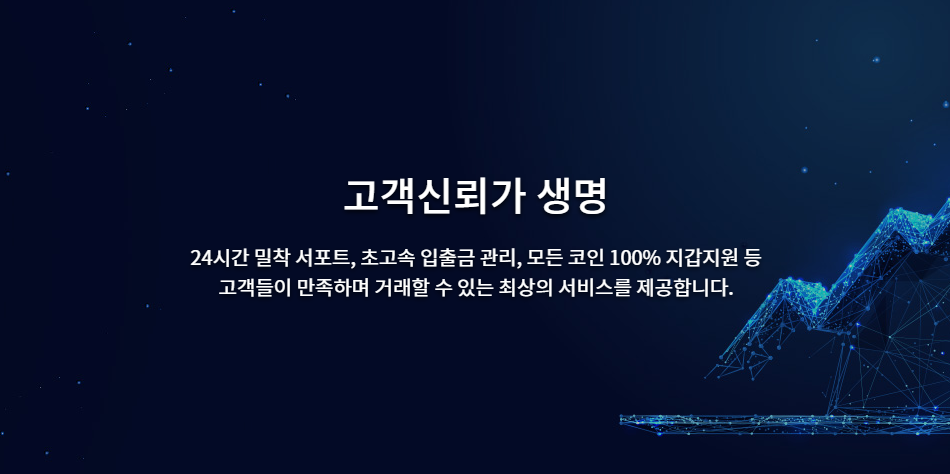 고객신뢰가 생명
24시간 밀착 서포트, 초고속 입출금 관리, 모든 코인 100% 지갑지원 등
고객들이 만족하며 거래할 수 있는 최상의 서비스를 제공합니다.